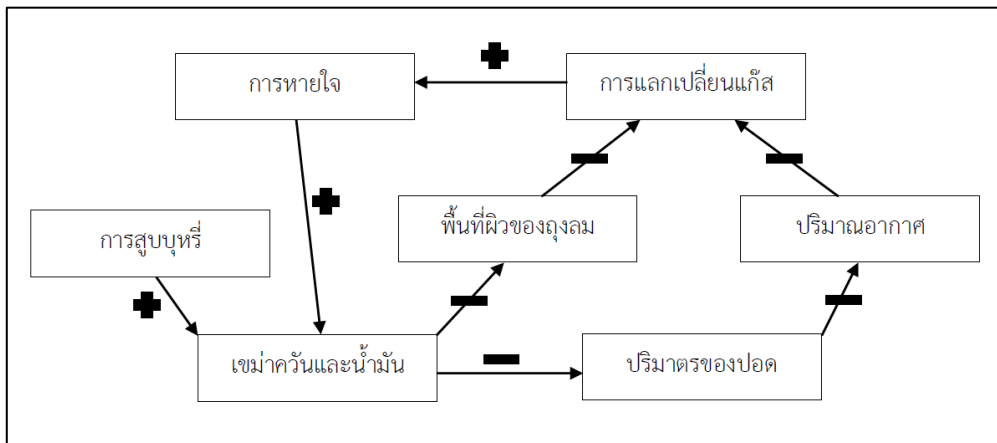 การหายใจ
การแลกเปลี่ยนแก๊ส
การสูบบุหรี่
พื้นที่ผิวของถุงลม
ปริมาณอากาศ
เขม่าควันและน้ำมัน
ปริมาตรของปอด